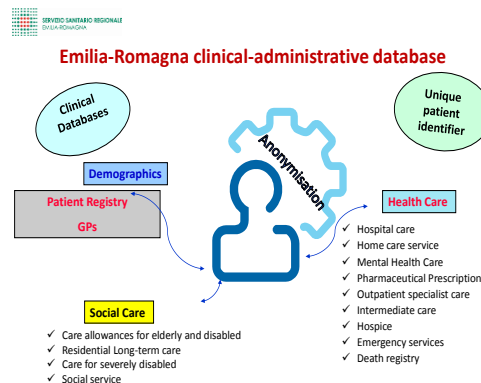 SERVIZIO SANITARIO REGIONALE
EMILIA-ROMAGNA
Emilia-Romagna clinical-administrative database
Clinical
Databases
Unique
patient
identifier
Anonymisation
Demographics
Patient Registry
GPs
Health Care
✓ Hospital care
✓ Home care service
✓ Mental Health Care
✓ Pharmaceutical Prescription
✓ Outpatient specialist care
✓ Intermediate care
✓ Hospice
✓ Emergency services
✓ Death registry
Social Care
✓ Care allowances for elderly and disabled
✓ Residential Long-term care
✓ Care for severely disabled
✓ Social service